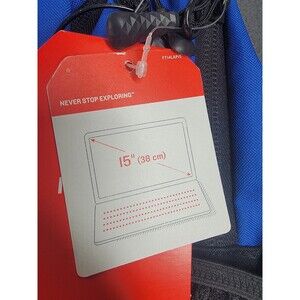 NEVER STOP EXPLORING™
15" (38 cm)